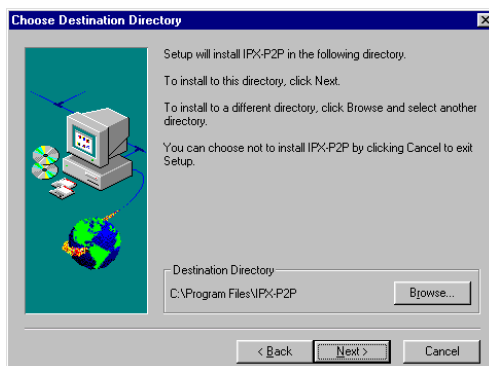 Choose Destination Directory
Setup will install IPX-P2P in the following directory.
To install to this directory, click Next.
To install to a different directory, click Browse and select another
directory.
You can choose not to install IPX-P2P by clicking Cancel to exit
Setup.
Destination Directory
C:\Program Files\IPX-P2P
Browse...
< Back
Next >
Cancel